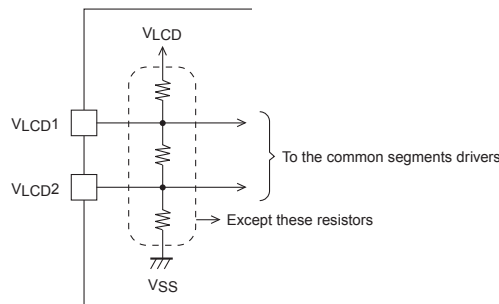 VLCD
VLCD1
To the common segments drivers
VLCD2
Except these resistors
VSS